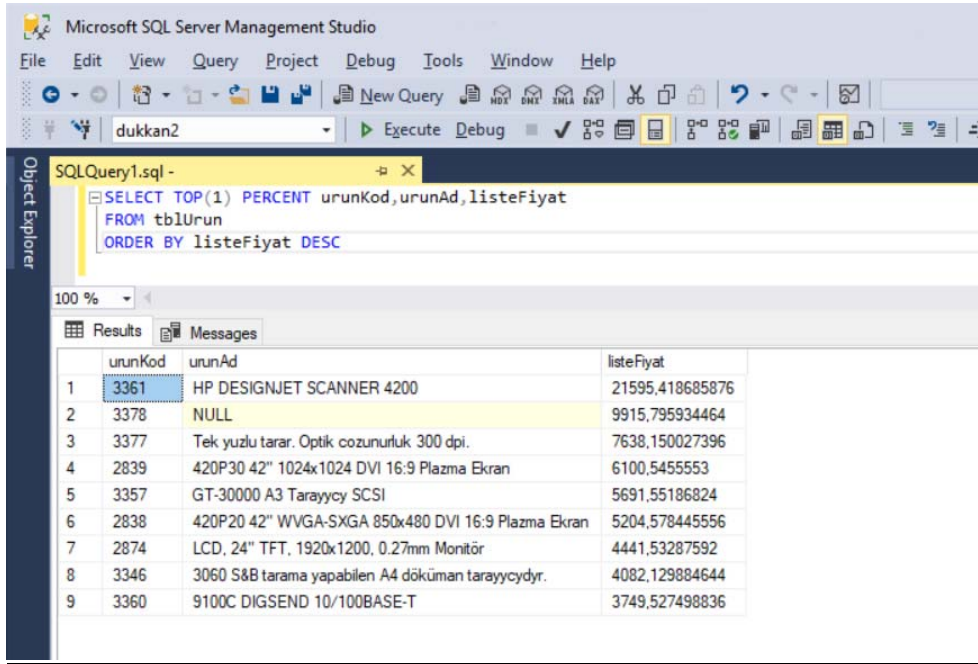 Microsoft SQL Server Management Studio
File Edit View Query Project Debug Tools Window Help
New Query MDX DMX XMLA DAX
dukkan2 Execute Debug
Object Explorer
SQLQuery1.sql -
SELECT TOP(1) PERCENT urunKod,urunAd,listeFiyat
FROM tblUrun
ORDER BY listeFiyat DESC
100 %
Results Messages
urunKod urunAd listeFiyat
1 3361 HP DESIGNJET SCANNER 4200 21595,418685876
2 3378 NULL 9915,795934464
3 3377 Tek yuzlu tarar. Optik cozunurluk 300 dpi. 7638,150027396
4 2839 420P30 42" 1024x1024 DVI 16:9 Plazma Ekran 6100,5455553
5 3357 GT-30000 A3 Tarayycy SCSI 5691,55186824
6 2838 420P20 42" WVGA-SXGA 850x480 DVI 16:9 Plazma Ekran 5204,578445556
7 2874 LCD, 24" TFT, 1920x1200, 0.27mm Monitör 4441,53287592
8 3346 3060 S&B tarama yapabilen A4 döküman tarayycydyr. 4082,129884644
9 3360 9100C DIGSEND 10/100BASE-T 3749,527498836